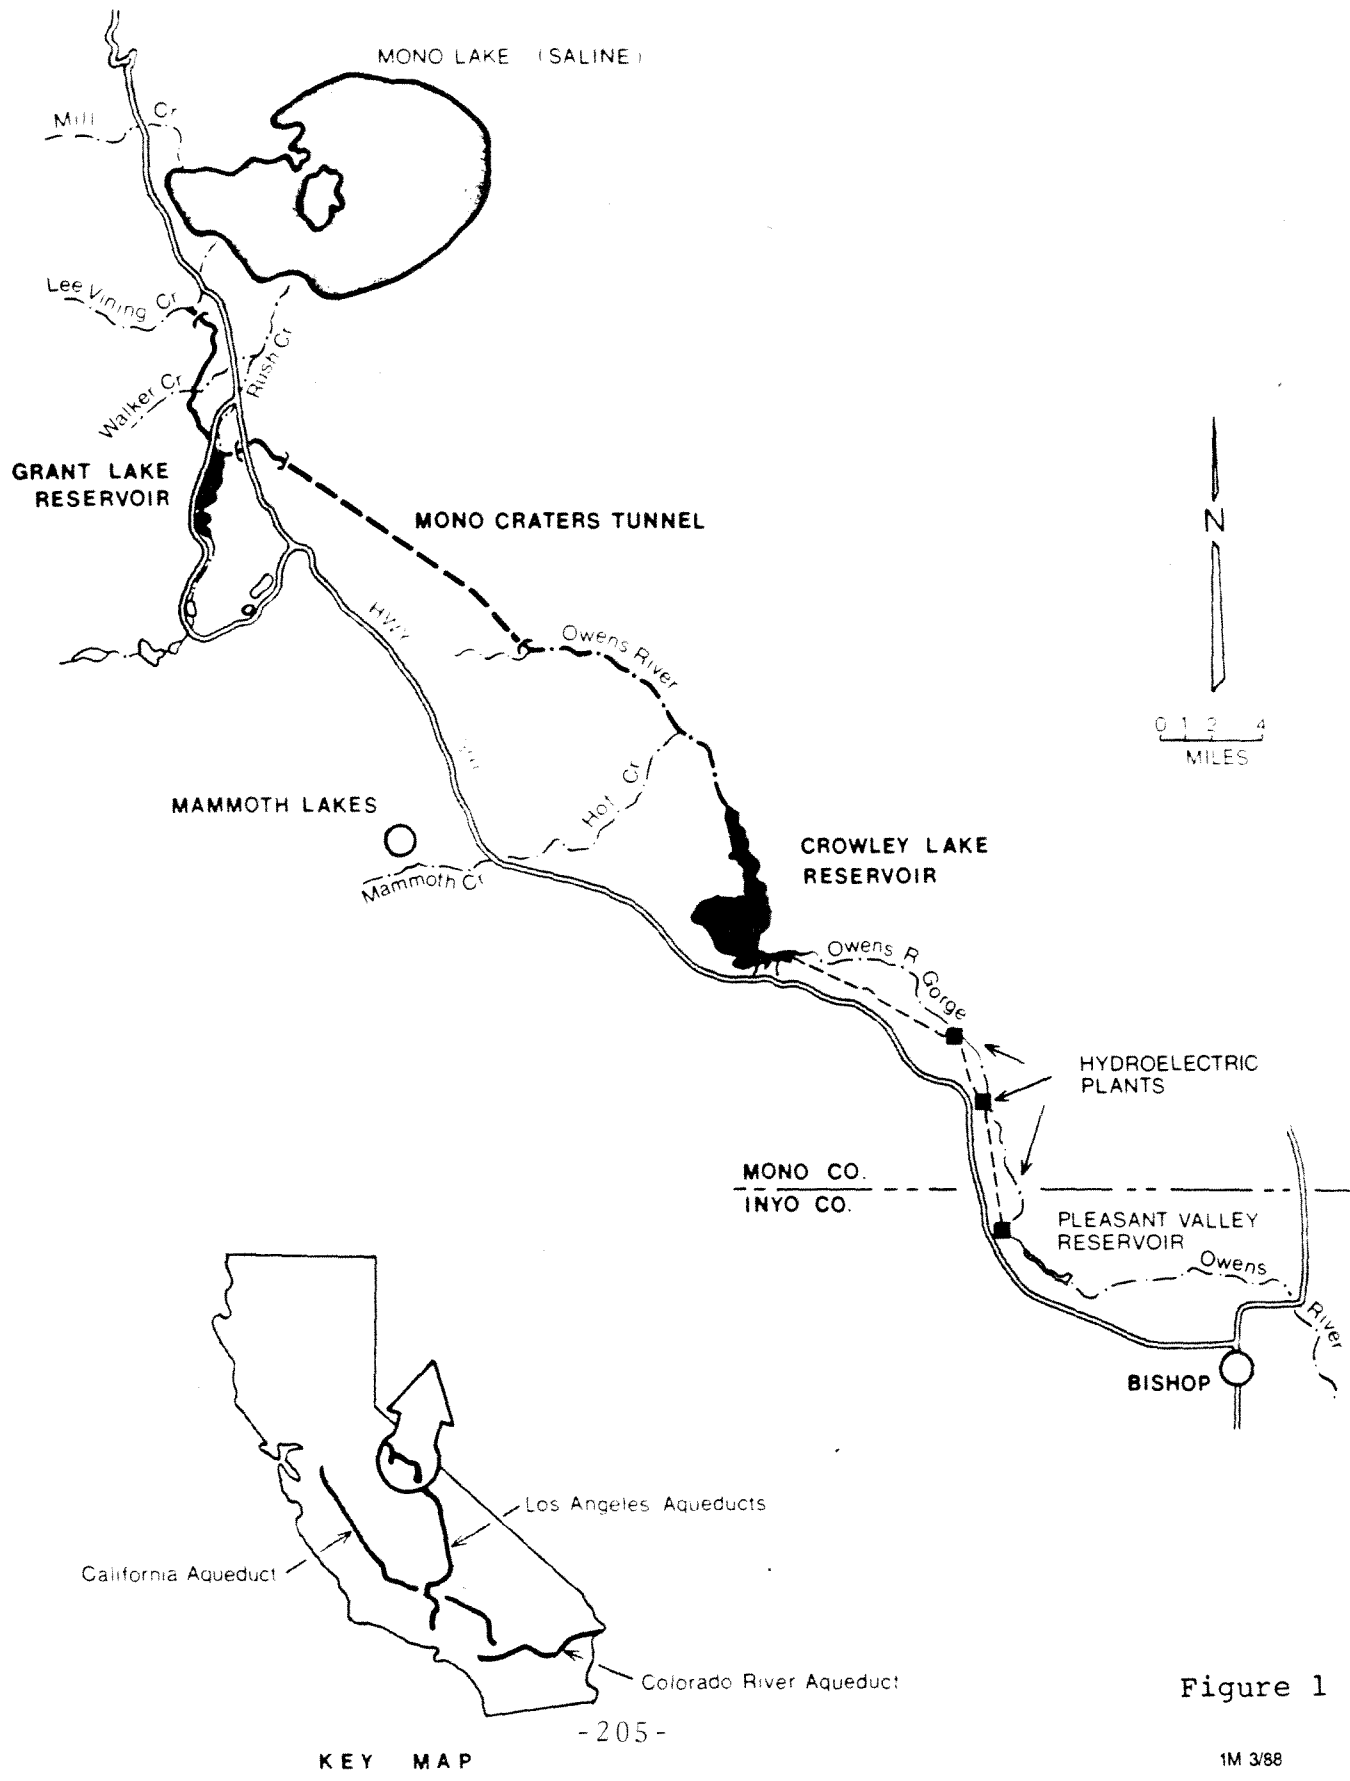 MONO LAKE (SALINE)
Mill Cr
Lee Vining Cr
Rush Cr
Walker Cr
GRANT LAKE
RESERVOIR
MONO CRATERS TUNNEL
N
HWY
Owens River
0 1 2 4
MILES
Hot Cr
MAMMOTH LAKES
Mammoth Cr
CROWLEY LAKE
RESERVOIR
Owens R Gorge
HYDROELECTRIC
PLANTS
MONO CO.
INYO CO.
PLEASANT VALLEY
RESERVOIR
Owens River
BISHOP
Los Angeles Aqueducts
California Aqueduct
Colorado River Aqueduct
Figure 1
-205-
KEY MAP
1M 3/88